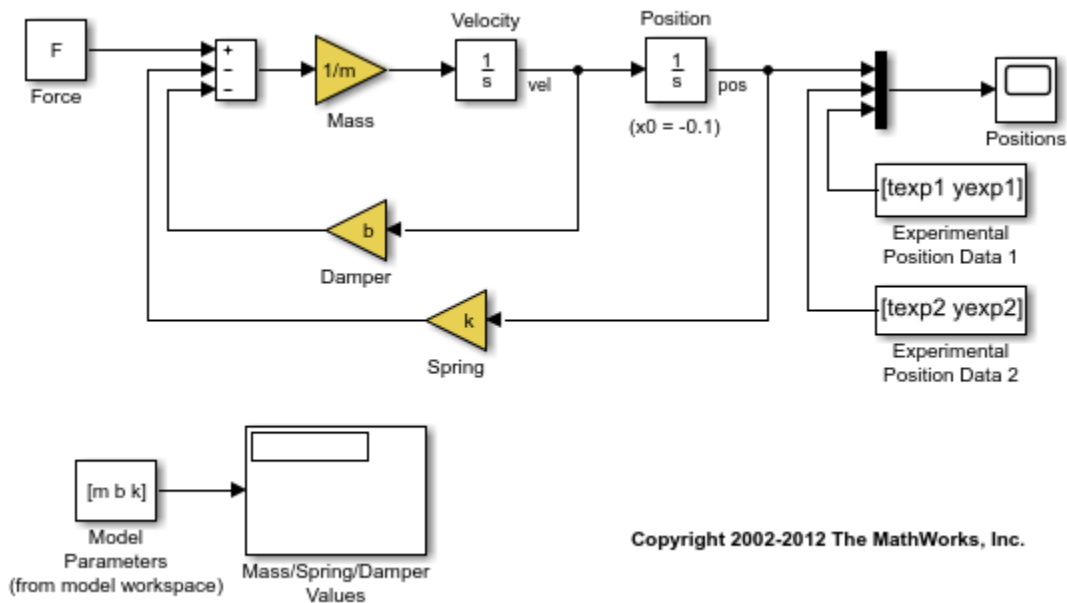 Velocity
Position
F
+
−
−
1/m
1
s
vel
1
s
pos
Force
Mass
(x0 = -0.1)
Positions
[texp1 yexp1]
Experimental
Position Data 1
b
Damper
[texp2 yexp2]
Experimental
Position Data 2
k
Spring
[m b k]
Model
Parameters
(from model workspace)
Mass/Spring/Damper
Values
Copyright 2002-2012 The MathWorks, Inc.